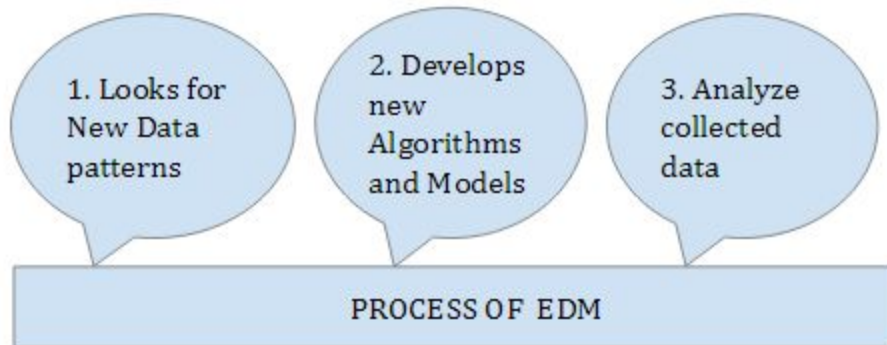 1. Looks for
New Data
patterns
2. Develops
new
Algorithms
and Models
3. Analyze
collected
data
PROCESS OF EDM